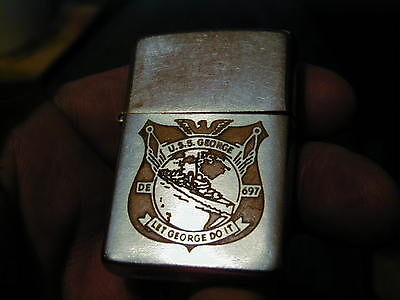 U.S.S. GEORGE
DE 697
LET GEORGE DO IT